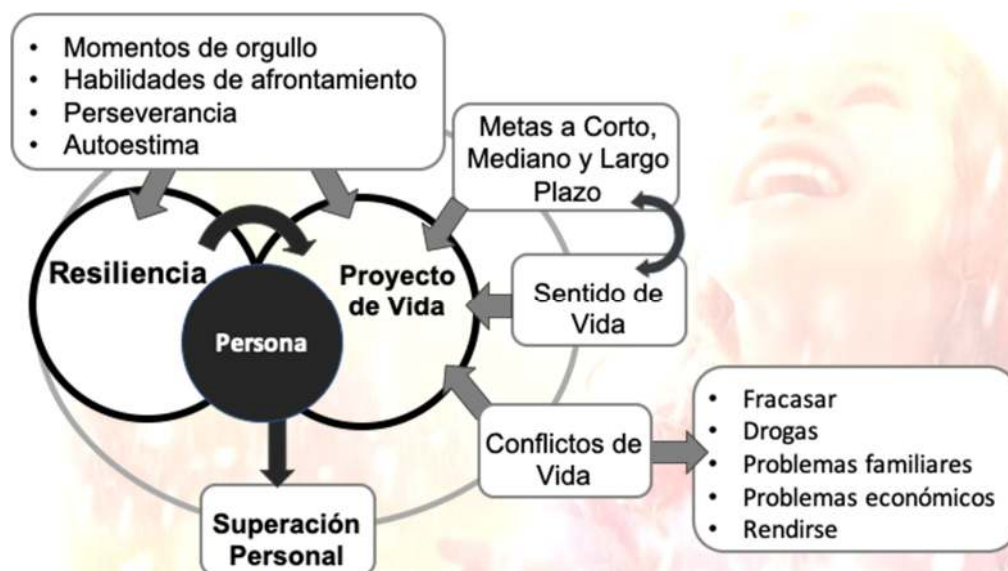 • Momentos de orgullo
• Habilidades de afrontamiento
• Perseverancia
• Autoestima
Metas a Corto,
Mediano y Largo
Plazo
Resiliencia
Proyecto
de Vida
Sentido de
Vida
Persona
Conflictos de
Vida
• Fracasar
• Drogas
• Problemas familiares
• Problemas económicos
• Rendirse
Superación
Personal